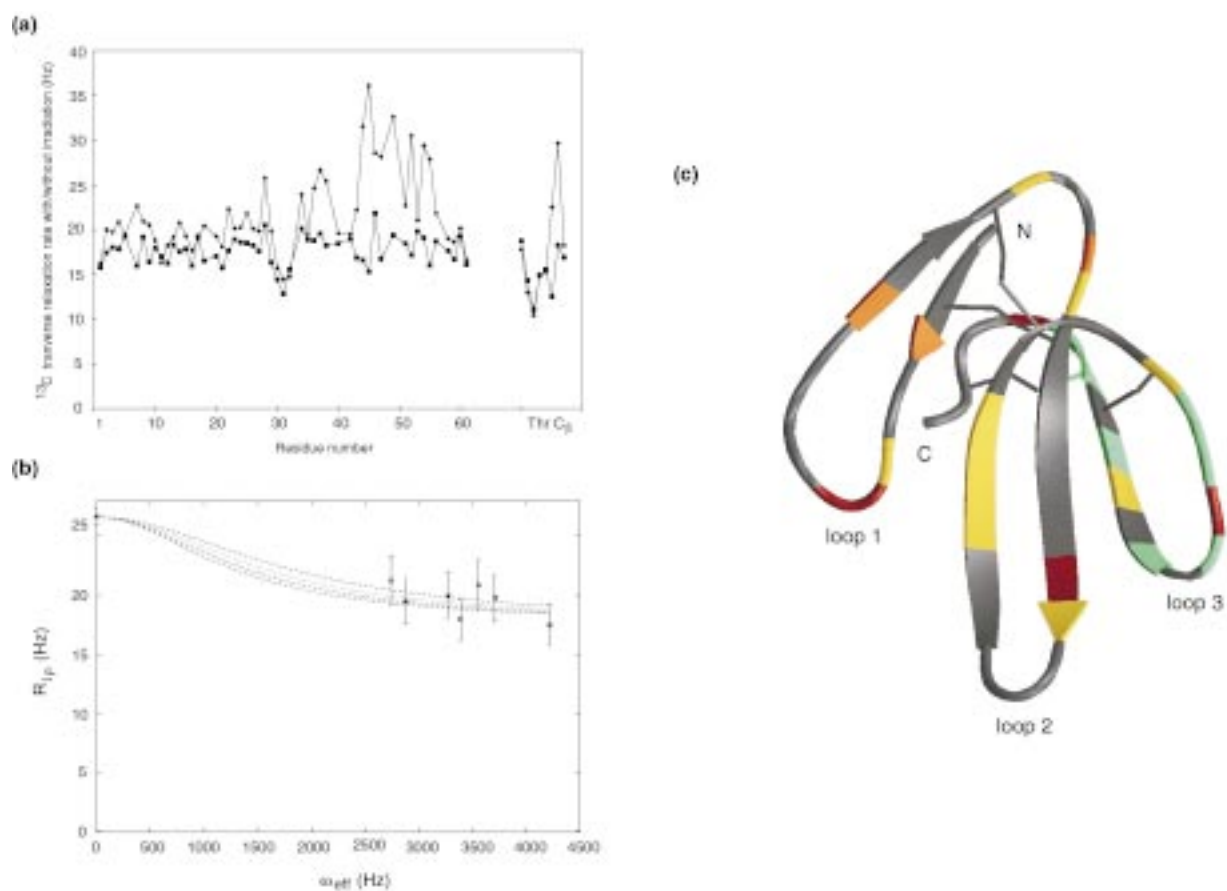 (a)
¹³C tranverse relaxation rate with/without irradiation (Hz)
40
35
30
25
20
15
10
5
0
1 10 20 30 40 50 60 Thr Cβ
Residue number
(b)
R₁ρ (Hz)
25
20
15
10
5
0
0 500 1000 1500 2000 2500 3000 3500 4000 4500
ωeff (Hz)
(c)
N
C
loop 1
loop 3
loop 2